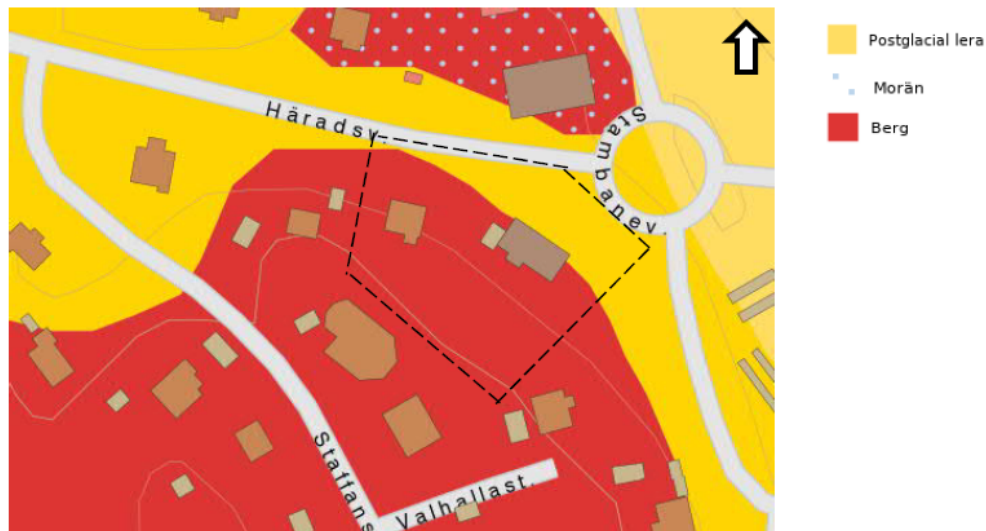 Häradsv.
Stambanev.
Staffans
Valhallast.
Postglacial lera
Morän
Berg